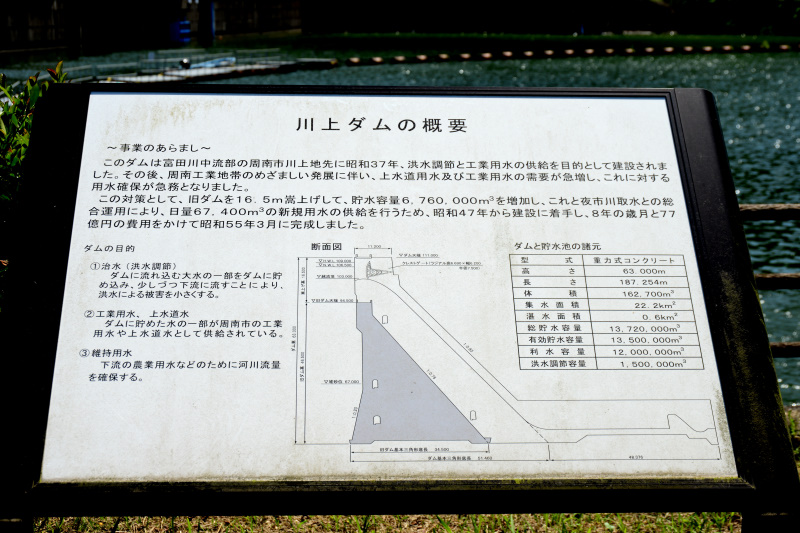 川上ダムの概要
～事業のあらまし～
このダムは富田川中流部の周南市川上地先に昭和37年、洪水調節と工業用水の供給を目的として建設されま
した。その後、周南工業地帯のめざましい発展に伴い、上水道用水及び工業用水の需要が急増し、これに対する
用水確保が急務となりました。
この対策として、旧ダムを16.5m嵩上げして、貯水容量6,760,000m³を増加し、これと夜市川取水との総
合運用により、日量67,400m³の新規用水の供給を行うため、昭和47年から建設に着手し、8年の歳月と77
億円の費用をかけて昭和55年3月に完成しました。
ダムの目的
①治水（洪水調節）
ダムに流れ込む大水の一部をダムに貯
め込み、少しづつ下流に流すことにより、
洪水による被害を小さくする。
②工業用水、上水道水
ダムに貯めた水の一部が周南市の工業
用水や上水道水として供給されている。
③維持用水
下流の農業用水などのために河川流量
を確保する。
断面図
ダムと貯水池の諸元
型 式 重力式コンクリート
高 さ 63.000m
長 さ 187.254m
体 積 162,700m³
集水面積 22.2km²
湛水面積 0.6km²
総貯水容量 13,720,000m³
有効貯水容量 13,500,000m³
利水容量 12,000,000m³
洪水調節容量 1,500,000m³
旧ダム基本三角形底長 34.500
ダム基本三角形底長 51.460